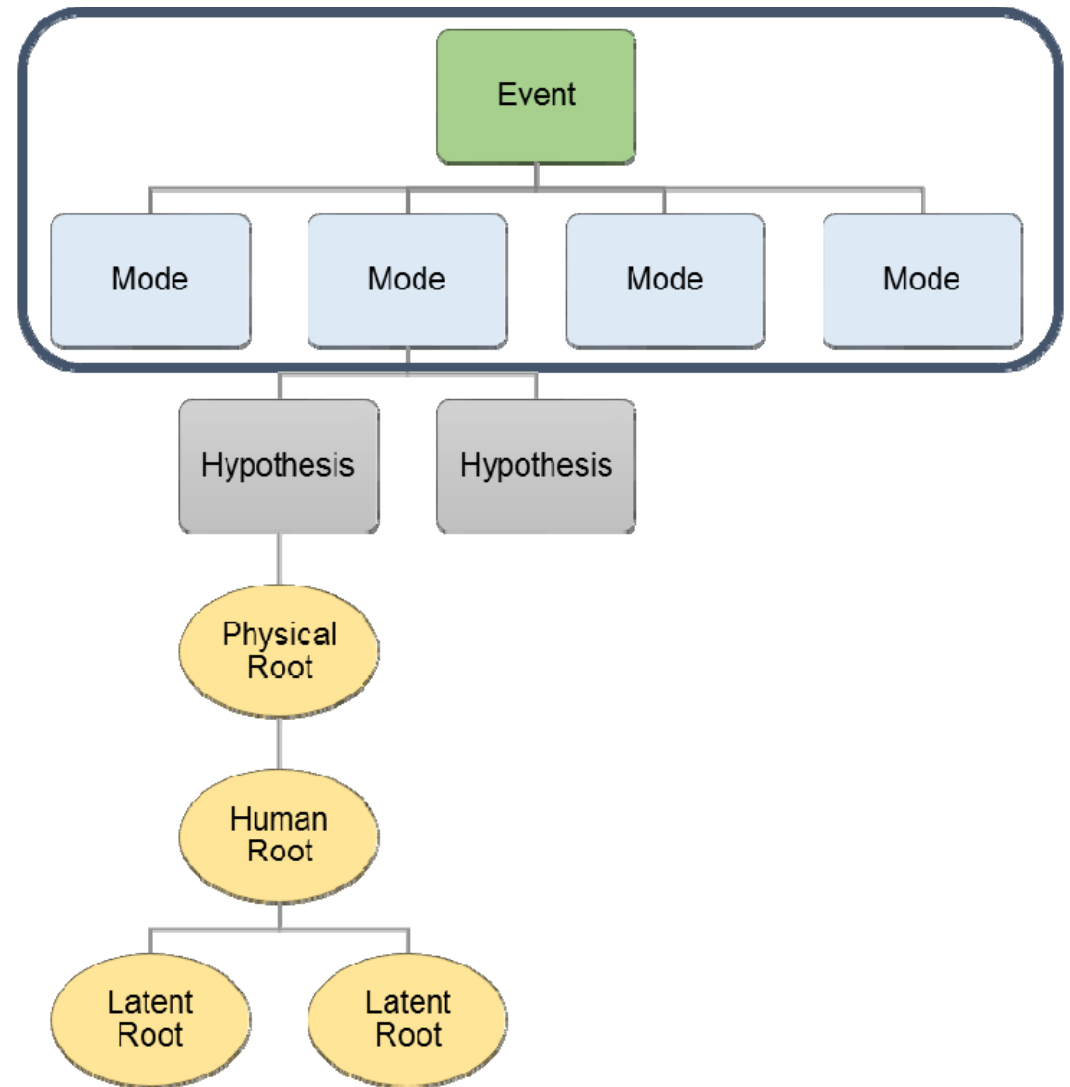 Event
Mode
Mode
Mode
Mode
Hypothesis
Hypothesis
Physical
Root
Human
Root
Latent
Root
Latent
Root